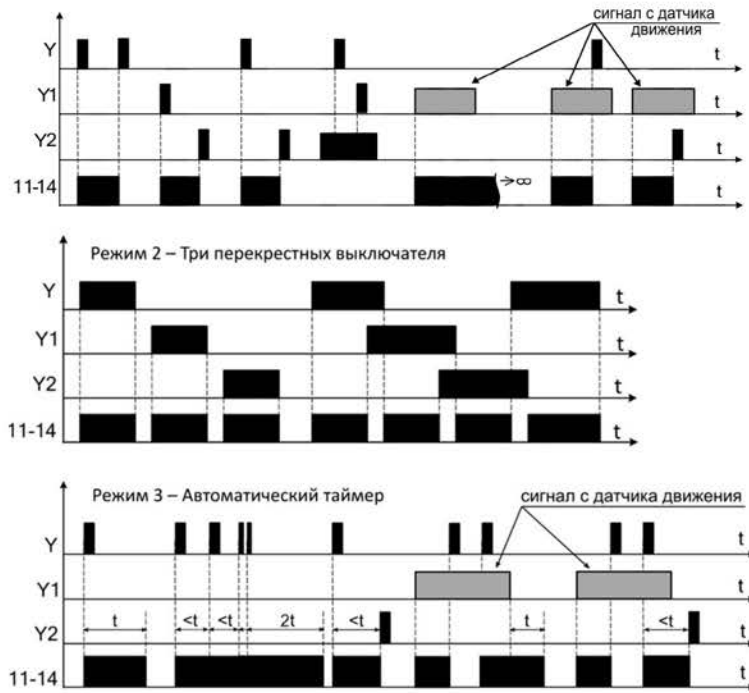 сигнал с датчика
движения
Y t
Y1 t
Y2 t
11-14 →∞ t
Режим 2 – Три перекрестных выключателя
Y t
Y1 t
Y2 t
11-14 t
Режим 3 – Автоматический таймер
сигнал с датчика движения
Y t
Y1 t
t <t <t 2t <t t <t
Y2 t
11-14 t